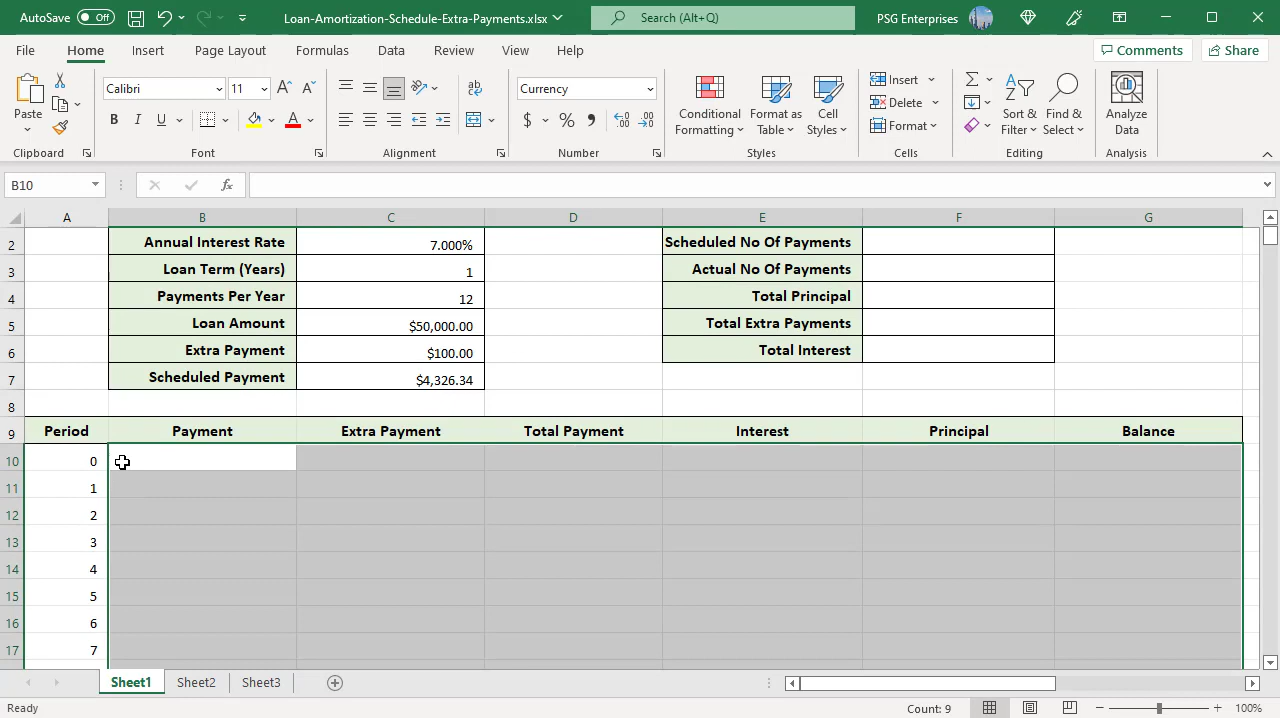 AutoSave Off Loan-Amortization-Schedule-Extra-Payments.xlsx Search (Alt+Q) PSG Enterprises
File Home Insert Page Layout Formulas Data Review View Help Comments Share
Paste
Clipboard
Calibri 11
B I U A
Font
ab
Alignment
Currency
$ %
Number
Conditional Formatting
Format as Table
Cell Styles
Styles
Insert
Delete
Format
Cells
Sort & Filter
Find & Select
Editing
Analyze Data
Analysis
B10 fx
A B C D E F G
2 Annual Interest Rate 7.000% Scheduled No Of Payments
3 Loan Term (Years) 1 Actual No Of Payments
4 Payments Per Year 12 Total Principal
5 Loan Amount $50,000.00 Total Extra Payments
6 Extra Payment $100.00 Total Interest
7 Scheduled Payment $4,326.34
8
9 Period Payment Extra Payment Total Payment Interest Principal Balance
10 0
11 1
12 2
13 3
14 4
15 5
16 6
17 7
Sheet1 Sheet2 Sheet3
Ready Count: 9 100%